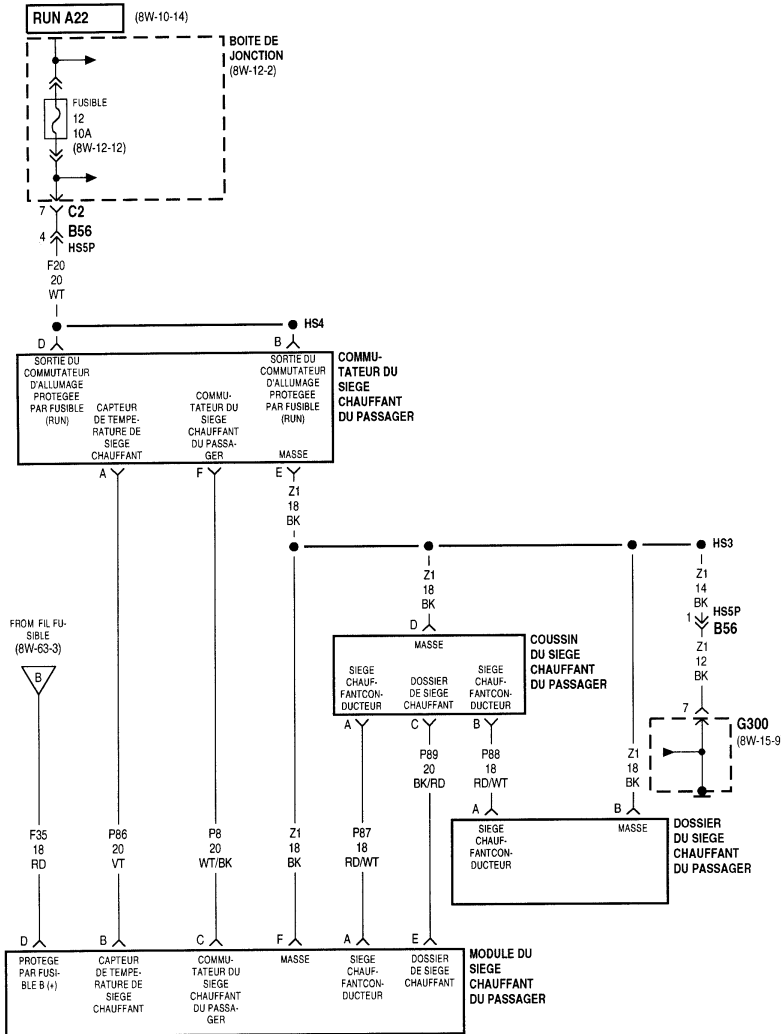 RUN A22 (8W-10-14)
BOITE DE
JONCTION
(8W-12-2)
FUSIBLE
12
10A
(8W-12-12)
7 C2
4 B56
HS5P
F20
20
WT
HS4
D B
SORTIE DU
COMMUTATEUR
D'ALLUMAGE
PROTEGEE
PAR FUSIBLE
(RUN)
CAPTEUR
DE TEMPE-
RATURE DE
SIEGE
CHAUFFANT
COMMU-
TATEUR DU
SIEGE
CHAUFFANT
DU PASSA-
GER
SORTIE DU
COMMUTATEUR
D'ALLUMAGE
PROTEGEE
PAR FUSIBLE
(RUN)
MASSE
COMMU-
TATEUR DU
SIEGE
CHAUFFANT
DU PASSAGER
A F E
Z1
18
BK
HS3
Z1
18
BK
Z1
14
BK
1 HS5P
B56
Z1
12
BK
7
G300
(8W-15-9
FROM FIL FU-
SIBLE
(8W-63-3)
B
D
MASSE
SIEGE
CHAUF-
FANTCON-
DUCTEUR
DOSSIER
DE SIEGE
CHAUFFANT
SIEGE
CHAUF-
FANTCON-
DUCTEUR
COUSSIN
DU SIEGE
CHAUFFANT
DU PASSAGER
A C B
P89
20
BK/RD
P88
18
RD/WT
Z1
18
BK
A B
SIEGE
CHAUF-
FANTCON-
DUCTEUR
MASSE
DOSSIER
DU SIEGE
CHAUFFANT
DU PASSAGER
F35
18
RD
P86
20
VT
P8
20
WT/BK
Z1
18
BK
P87
18
RD/WT
D B C F A E
PROTEGE
PAR FUSI-
BLE B (+)
CAPTEUR
DE TEMPE-
RATURE DE
SIEGE
CHAUFFANT
COMMU-
TATEUR DU
SIEGE
CHAUFFANT
DU PASSA-
GER
MASSE
SIEGE
CHAUF-
FANTCON-
DUCTEUR
DOSSIER
DE SIEGE
CHAUFFANT
MODULE DU
SIEGE
CHAUFFANT
DU PASSAGER